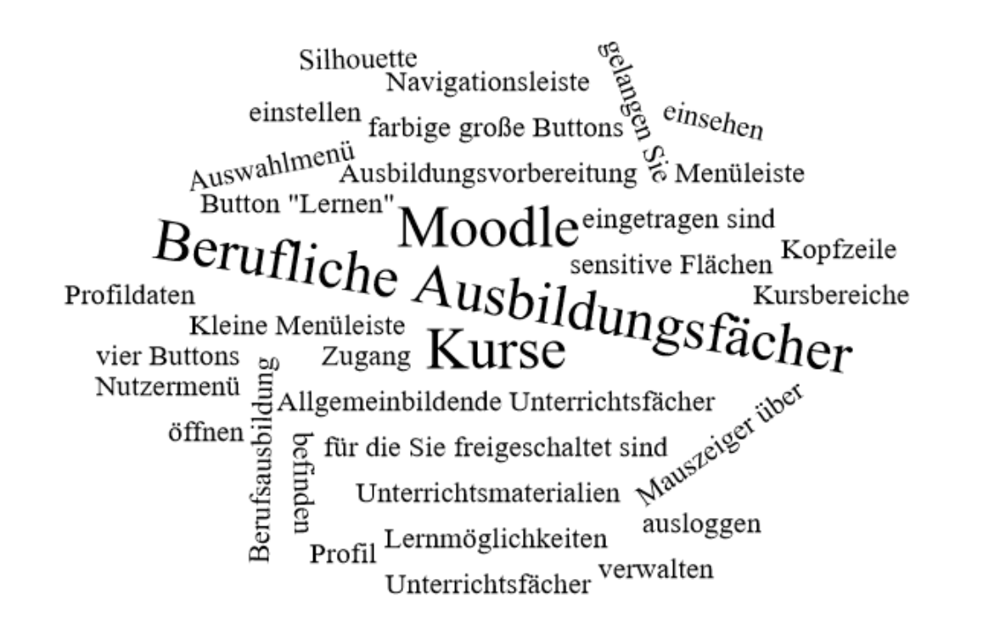 Silhouette
gelangen Sie
Navigationsleiste
einstellen
einsehen
farbige große Buttons
Auswahlmenü
Ausbildungsvorbereitung
Menüleiste
Button "Lernen"
Moodle
eingetragen sind
Berufliche Ausbildungsfächer
Kopfzeile
sensitive Flächen
Profildaten
Kursbereiche
Kleine Menüleiste
vier Buttons
Zugang
Kurse
Nutzermenü
Berufsausbildung
Allgemeinbildende Unterrichtsfächer
Mauszeiger über
öffnen
befinden
für die Sie freigeschaltet sind
Unterrichtsmaterialien
ausloggen
Lernmöglichkeiten
Profil
verwalten
Unterrichtsfächer